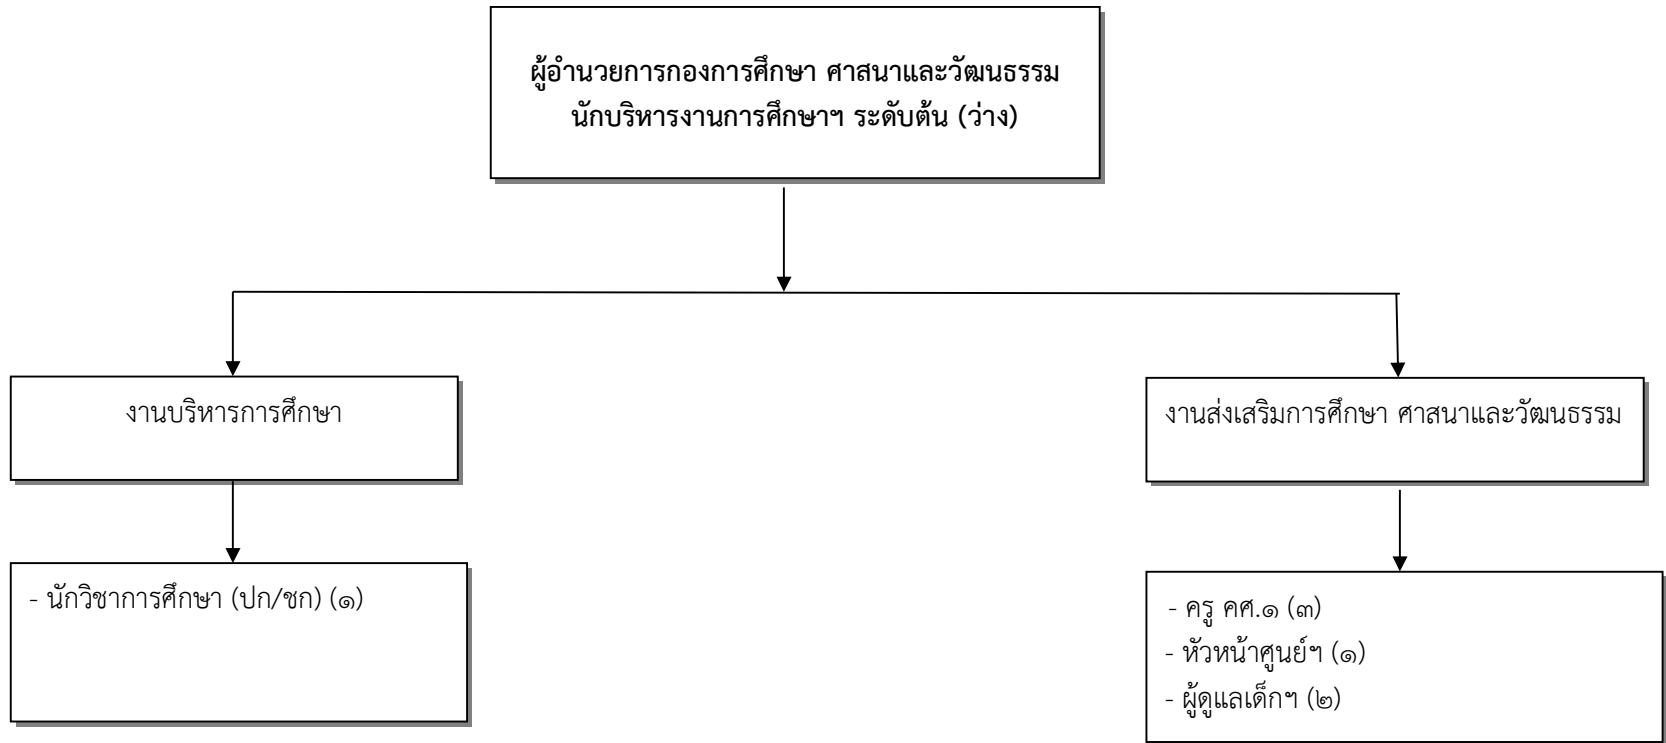 ผู้อำนวยการกองการศึกษา ศาสนาและวัฒนธรรม
นักบริหารงานการศึกษาฯ ระดับต้น (ว่าง)
งานบริหารการศึกษา
งานส่งเสริมการศึกษา ศาสนาและวัฒนธรรม
- นักวิชาการศึกษา (ปก/ชก) (๑)
- ครู คศ.๑ (๓)
- หัวหน้าศูนย์ฯ (๑)
- ผู้ดูแลเด็กฯ (๒)